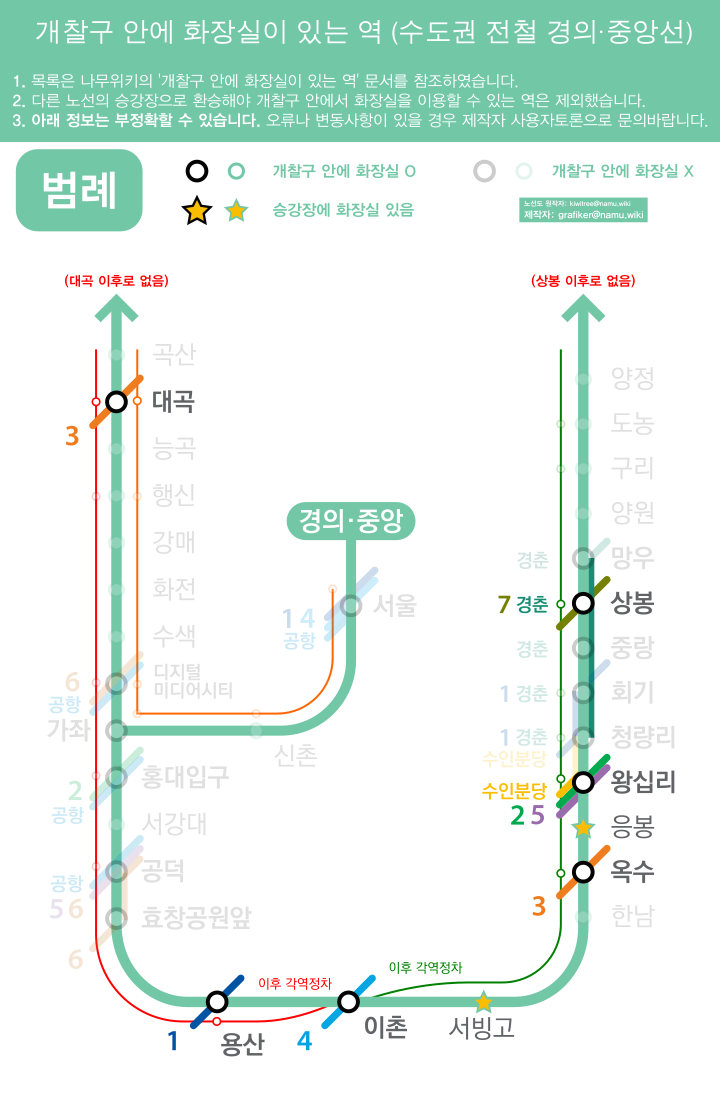 개찰구 안에 화장실이 있는 역 (수도권 전철 경의·중앙선)
1. 목록은 나무위키의 '개찰구 안에 화장실이 있는 역' 문서를 참조하였습니다.
2. 다른 노선의 승강장으로 환승해야 개찰구 안에서 화장실을 이용할 수 있는 역은 제외했습니다.
3. 아래 정보는 부정확할 수 있습니다. 오류나 변동사항이 있을 경우 제작자 사용자토론으로 문의바랍니다.
범례
개찰구 안에 화장실 O
개찰구 안에 화장실 X
승강장에 화장실 있음
노선도 원작자: kiwitree@namu.wiki
제작자: grafiker@namu.wiki
(대곡 이후로 없음)
곡산
대곡
3
능곡
행신
강매
화전
수색
6
공항
디지털
미디어시티
가좌
2
공항
홍대입구
서강대
공항
5 6
공덕
효창공원앞
6
경의·중앙
1 4
공항
서울
신촌
(상봉 이후로 없음)
양정
도농
구리
양원
경춘
망우
7 경춘
상봉
경춘
중랑
1 경춘
회기
1 경춘
수인분당
청량리
수인분당
2 5
왕십리
응봉
3
옥수
한남
이후 각역정차
이후 각역정차
1
용산
4
이촌
서빙고